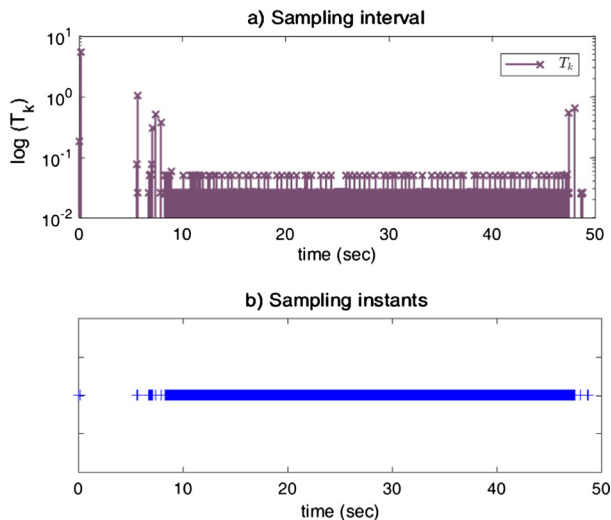 a) Sampling interval
10^1
10^0
10^-1
10^-2
log (T_k)
T_k
0 10 20 30 40 50
time (sec)
b) Sampling instants
0 10 20 30 40 50
time (sec)